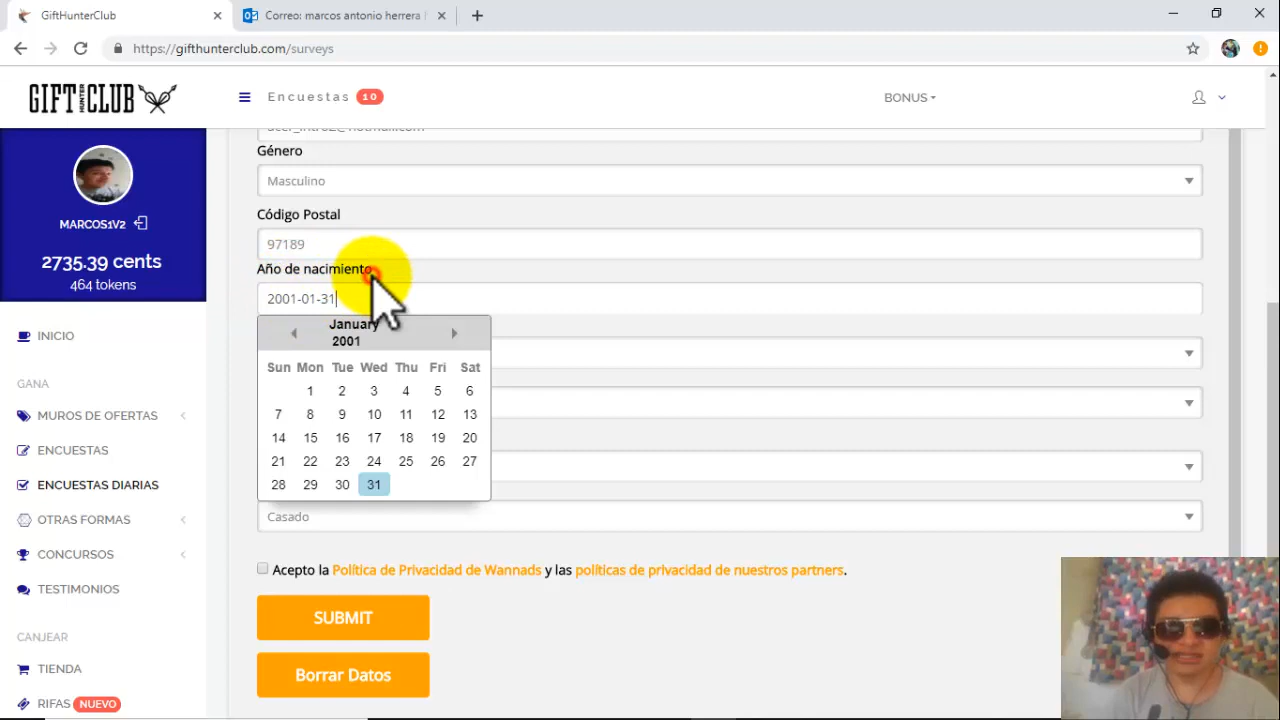 GiftHunterClub
Correo: marcos antonio herrera
https://gifthunterclub.com/surveys
GIFT HUNTER CLUB
Encuestas 10
BONUS
MARCOS1V2
2735.39 cents
464 tokens
INICIO
GANA
MUROS DE OFERTAS
ENCUESTAS
ENCUESTAS DIARIAS
OTRAS FORMAS
CONCURSOS
TESTIMONIOS
CANJEAR
TIENDA
RIFAS NUEVO
Género
Masculino
Código Postal
97189
Año de nacimiento
2001-01-31
January
2001
Sun Mon Tue Wed Thu Fri Sat
1 2 3 4 5 6
7 8 9 10 11 12 13
14 15 16 17 18 19 20
21 22 23 24 25 26 27
28 29 30 31
Casado
Acepto la Política de Privacidad de Wannads y las políticas de privacidad de nuestros partners.
SUBMIT
Borrar Datos